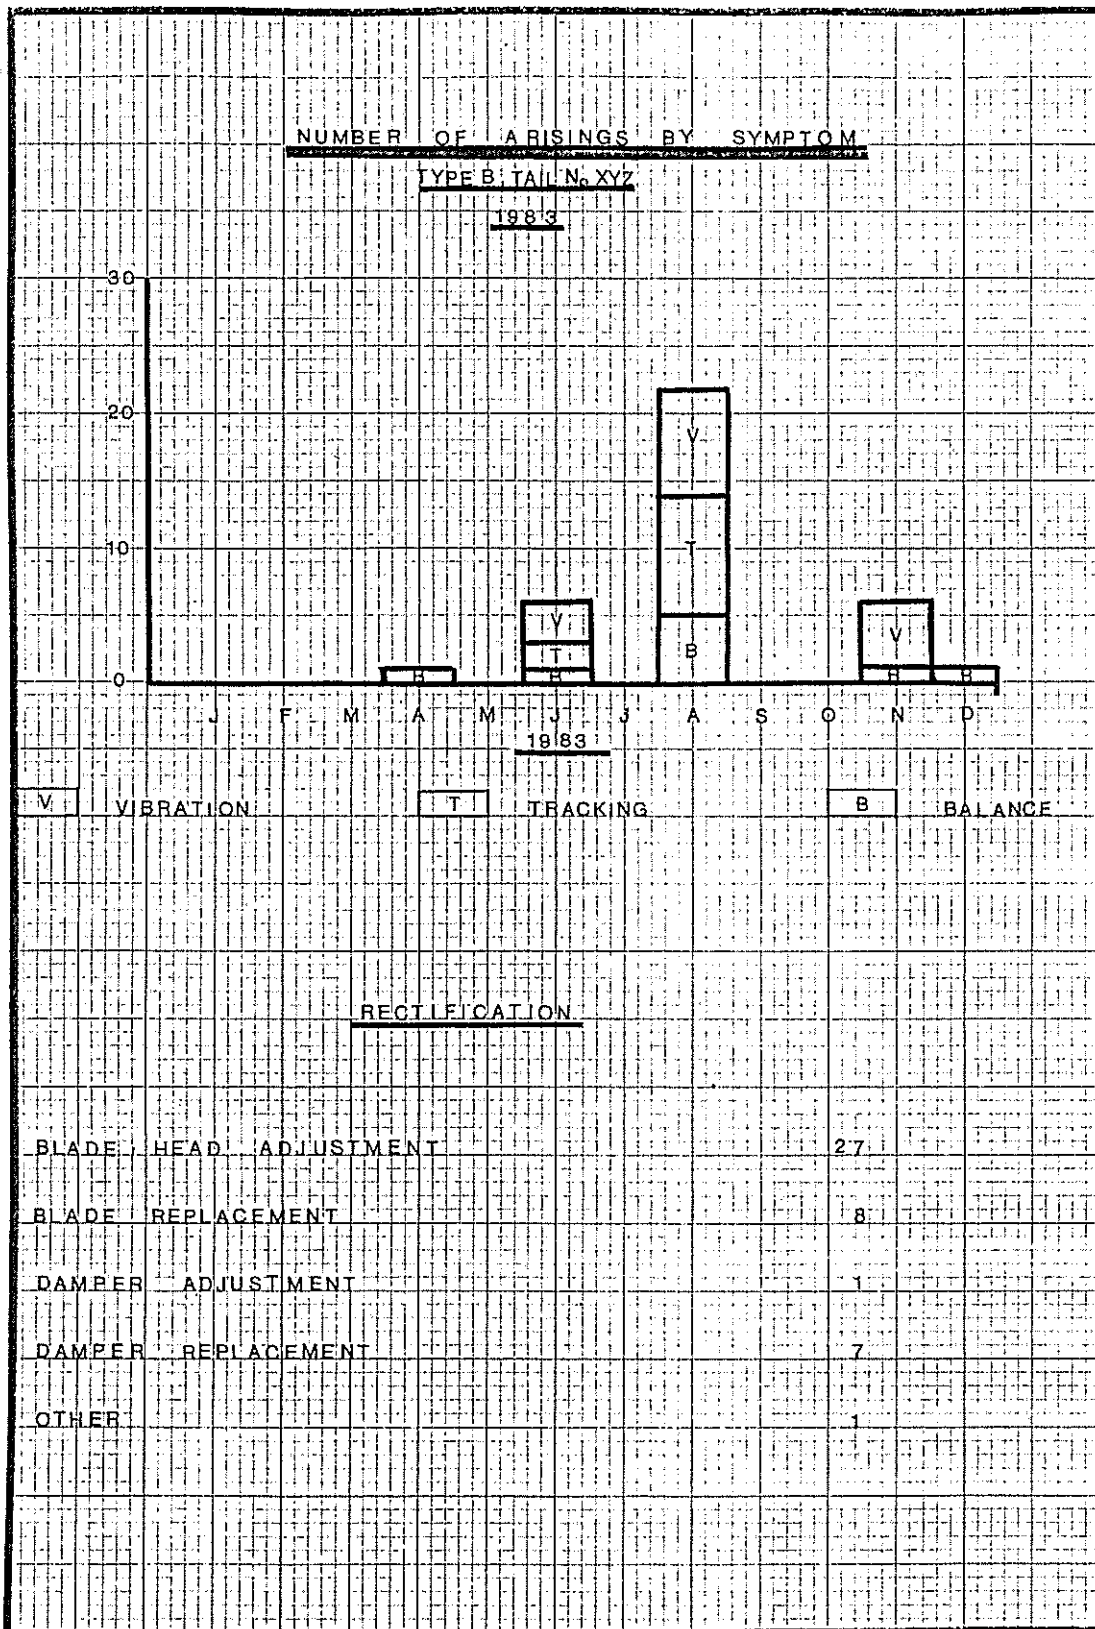 NUMBER OF ARISINGS BY SYMPTOM
TYPE B TAIL No XYZ
1983
30
20
10
0
V
T
B
V
T
B
B
V
B
B
J F M A M J J A S O N D
1983
V VIBRATION T TRACKING B BALANCE
RECTIFICATION
BLADE HEAD ADJUSTMENT 27
BLADE REPLACEMENT 8
DAMPER ADJUSTMENT 1
DAMPER REPLACEMENT 7
OTHER 1